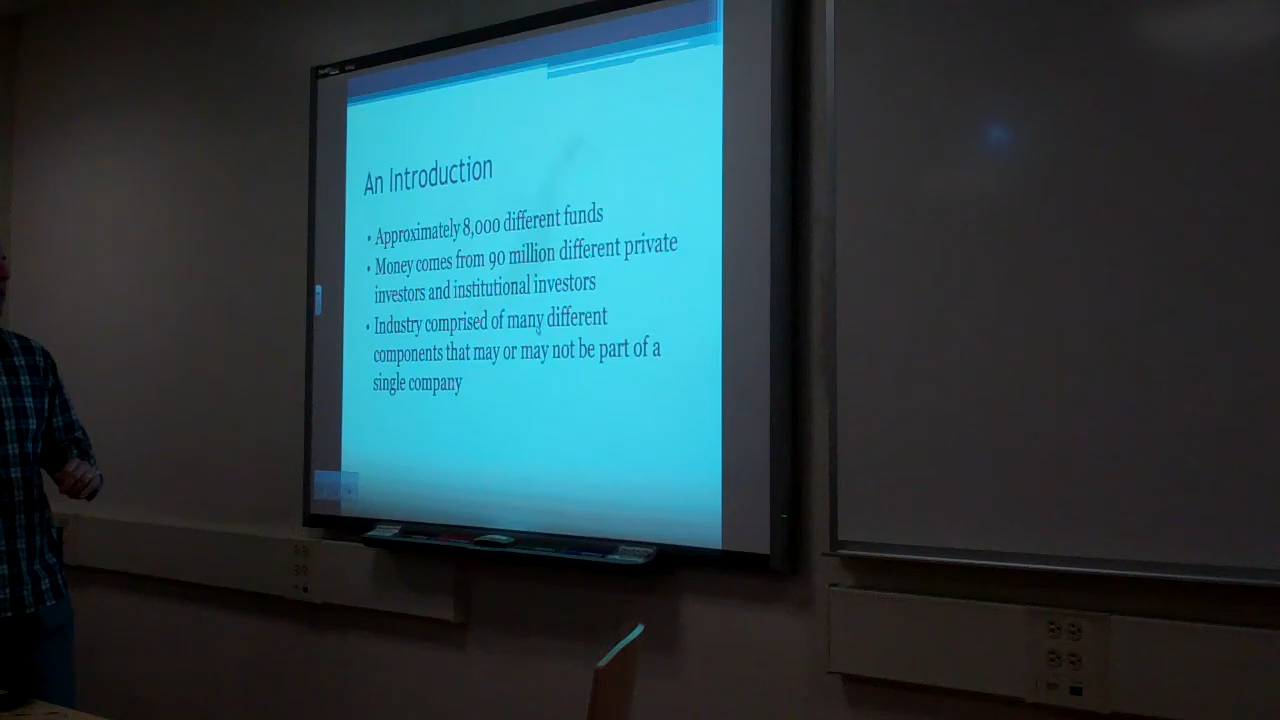 An Introduction
• Approximately 8,000 different funds
• Money comes from 90 million different private
investors and institutional investors
• Industry comprised of many different
components that may or may not be part of a
single company